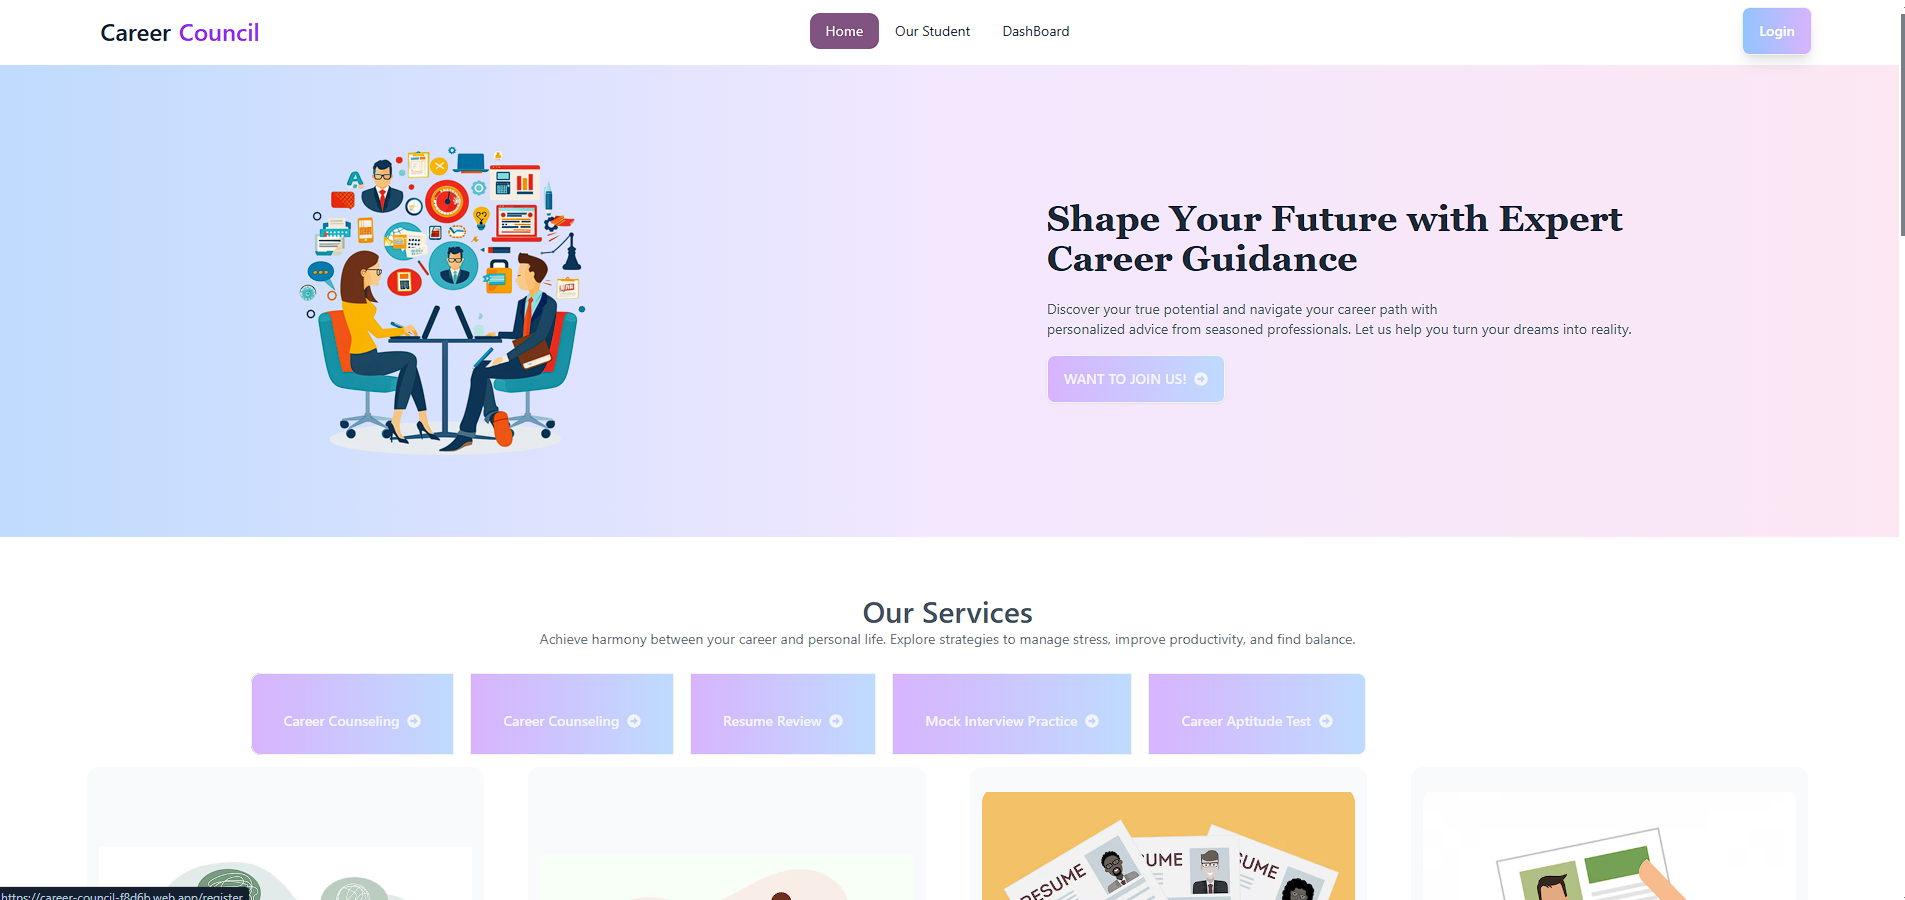 Career Council
Home
Our Student
DashBoard
Login
Shape Your Future with Expert
Career Guidance
Discover your true potential and navigate your career path with
personalized advice from seasoned professionals. Let us help you turn your dreams into reality.
WANT TO JOIN US!
Our Services
Achieve harmony between your career and personal life. Explore strategies to manage stress, improve productivity, and find balance.
Career Counseling
Career Counseling
Resume Review
Mock Interview Practice
Career Aptitude Test
RESUME
UME
SUME
https://career-council-f8d6b.web.app/register